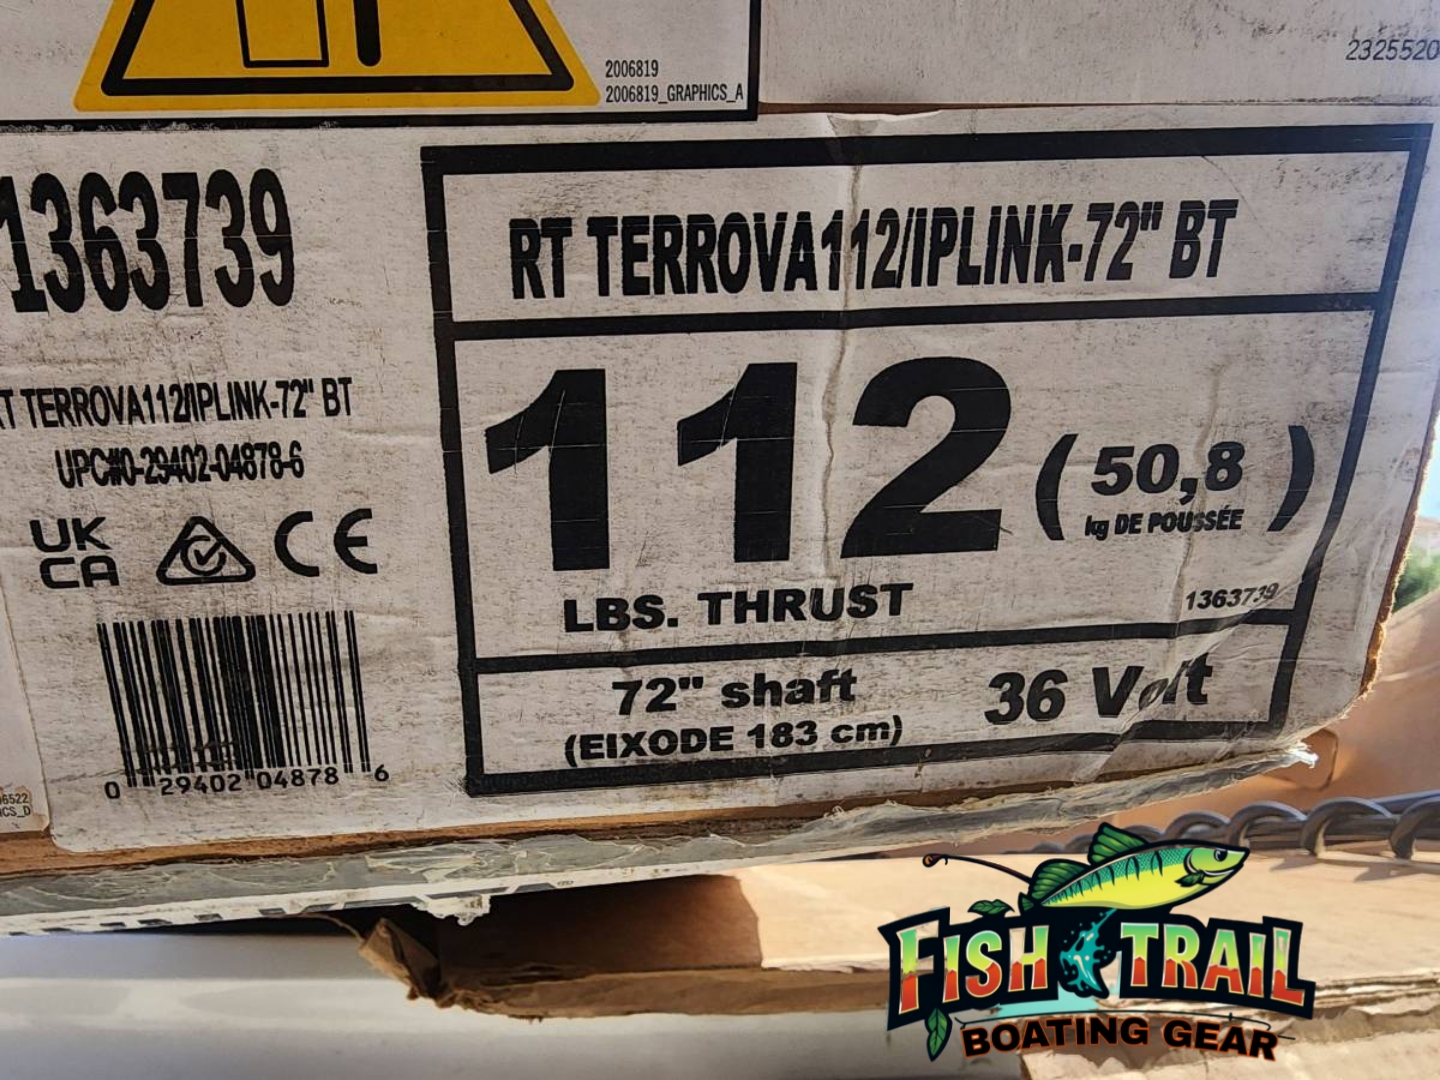 2006819
2006819_GRAPHICS_A
2325520
1363739
RT TERROVA112/IPLINK-72" BT
112
(50,8
kg DE POUSSÉE)
LBS. THRUST
1363739
72" shaft
(EIXODE 183 cm)
36 Volt
T TERROVA112/IPLINK-72" BT
UPC#0-29402-04878-6
UK
CA
CE
0 29402 04878 6
6522
ICS_D
FISH TRAIL
BOATING GEAR